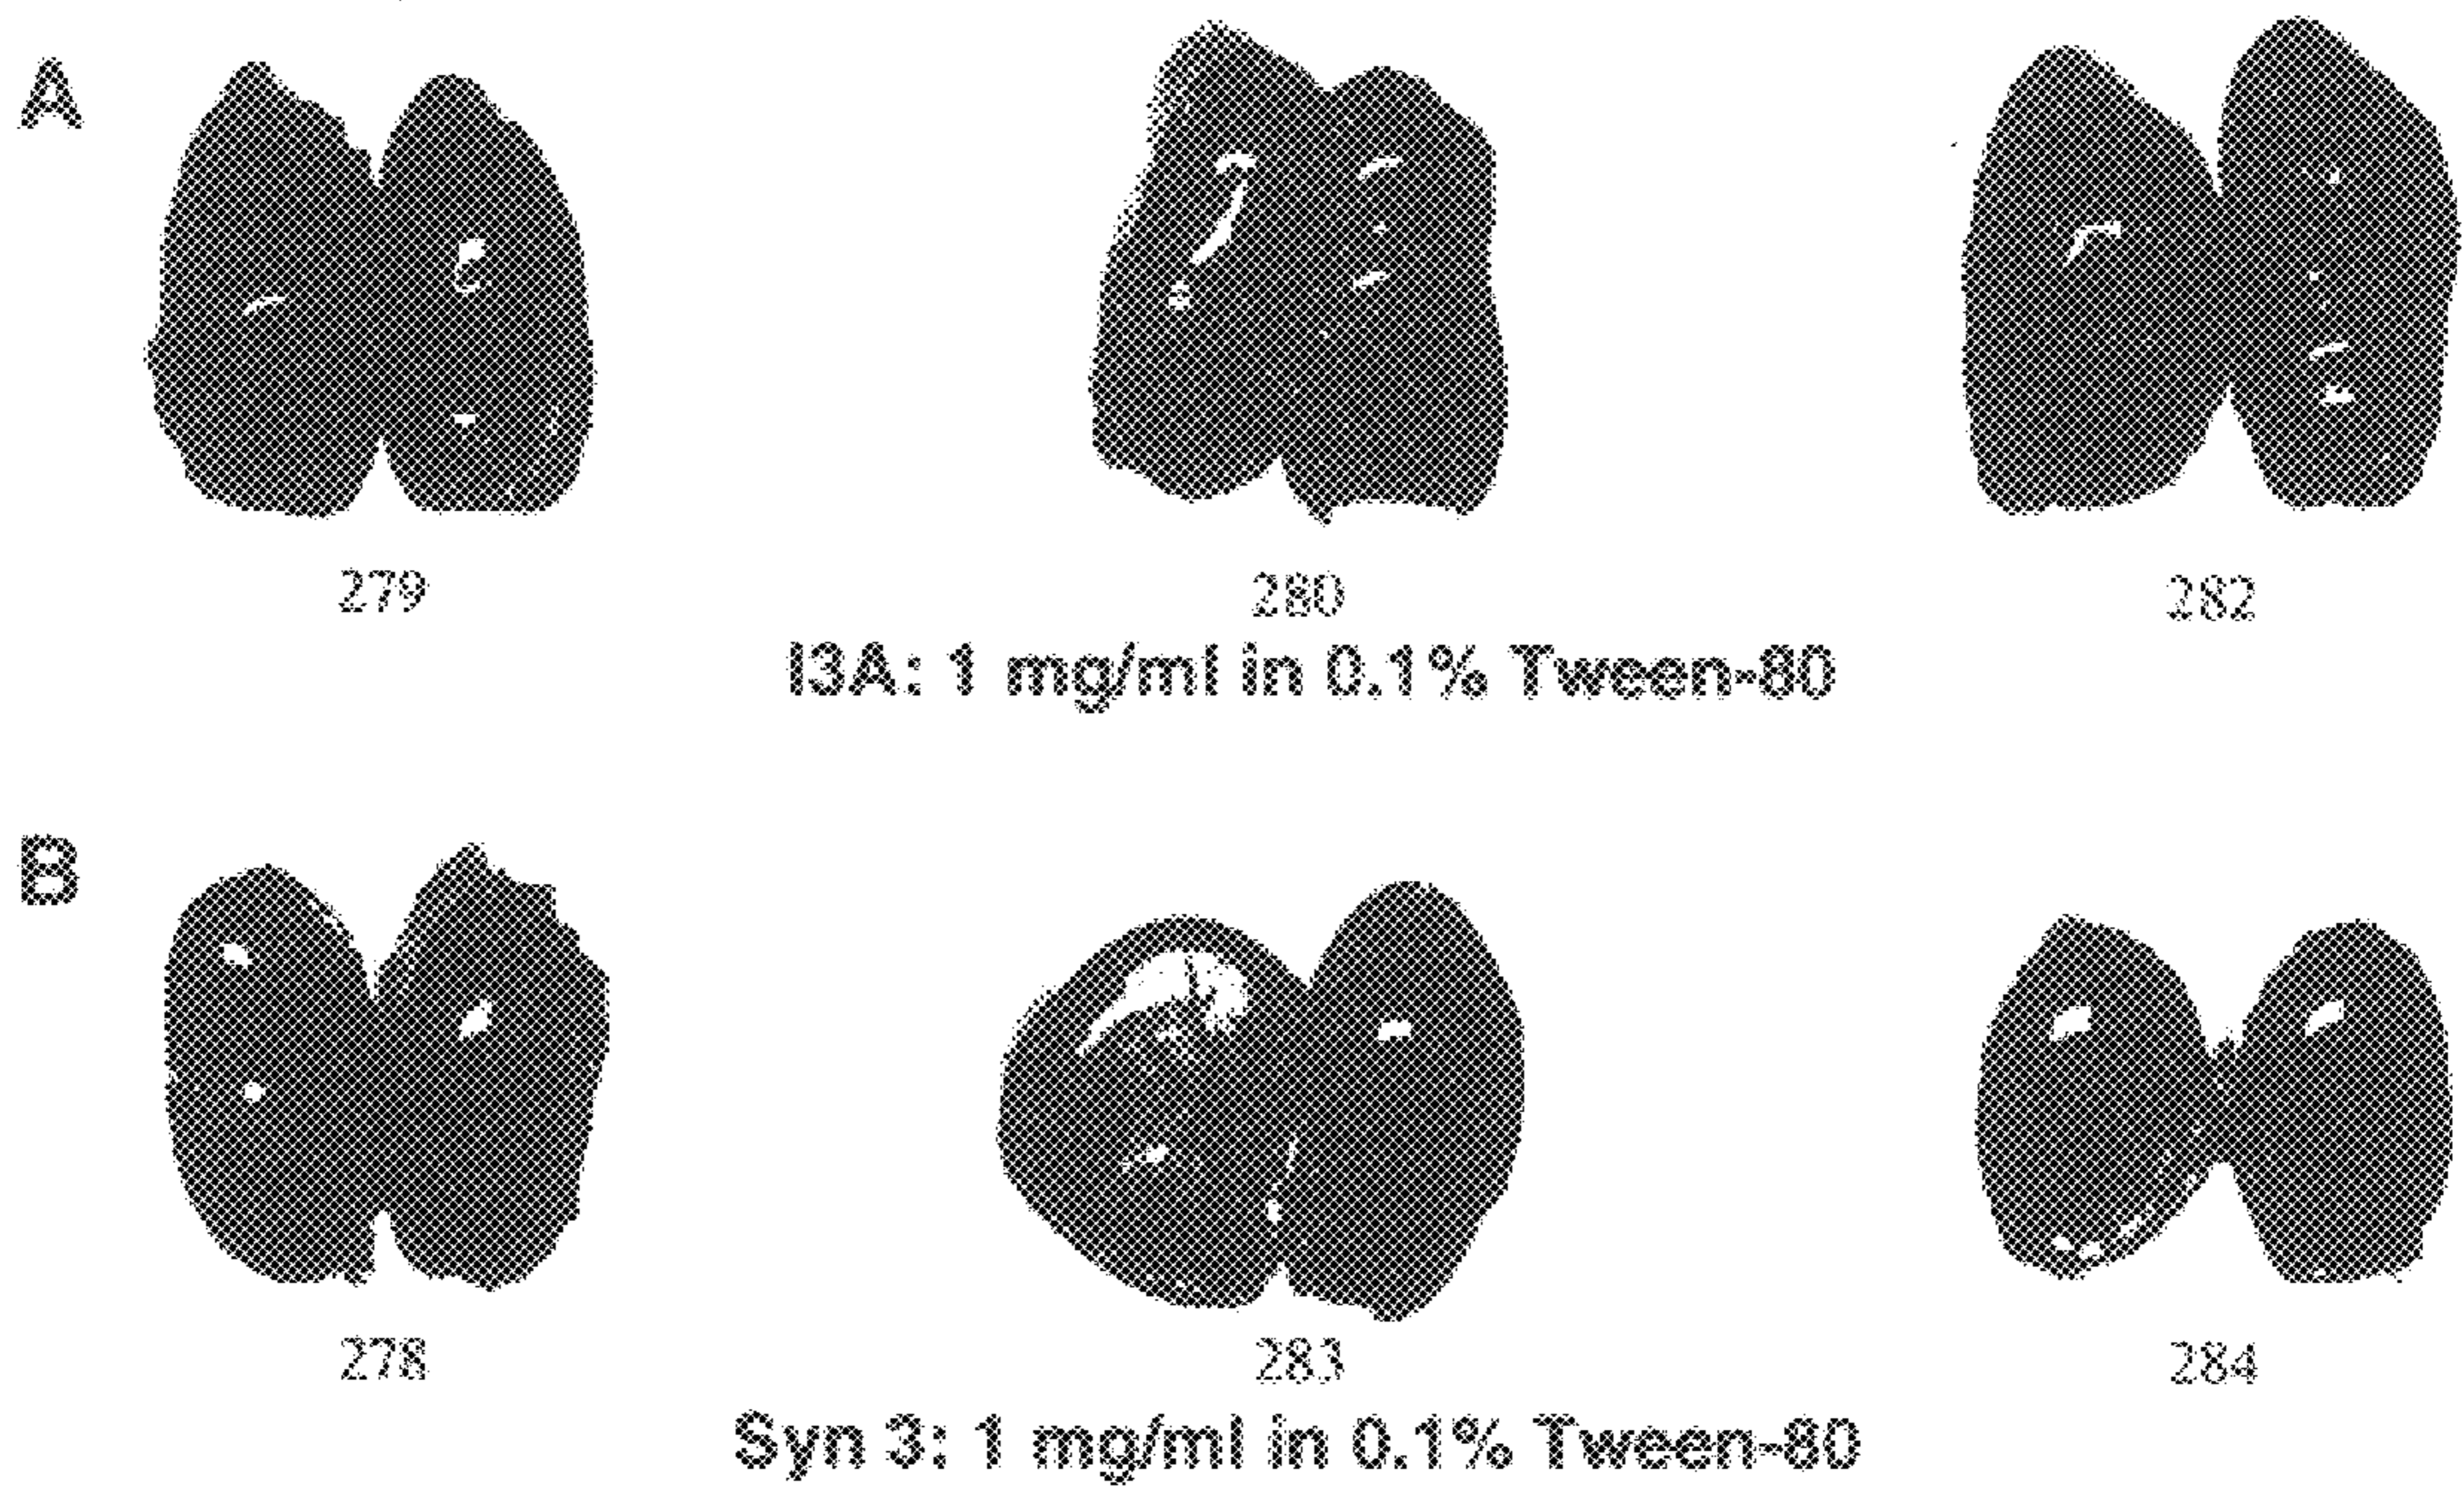 A
279 280 282
I3A: 1 mg/ml in 0.1% Tween-80
B
278 283 284
Syn 3: 1 mg/ml in 0.1% Tween-80